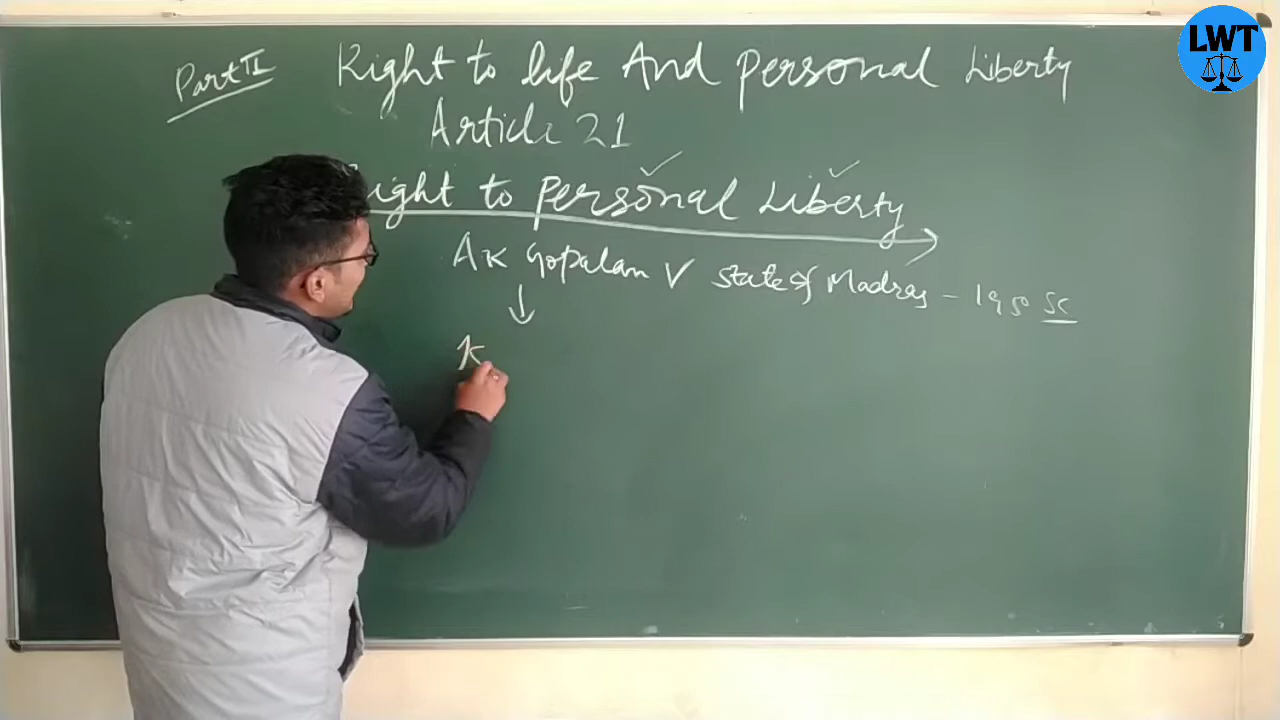 LWT
Part II Right to life And Personal Liberty
Article 21
Right to Personal Liberty
AK Gopalan V State of Madras - 1950 SC
K